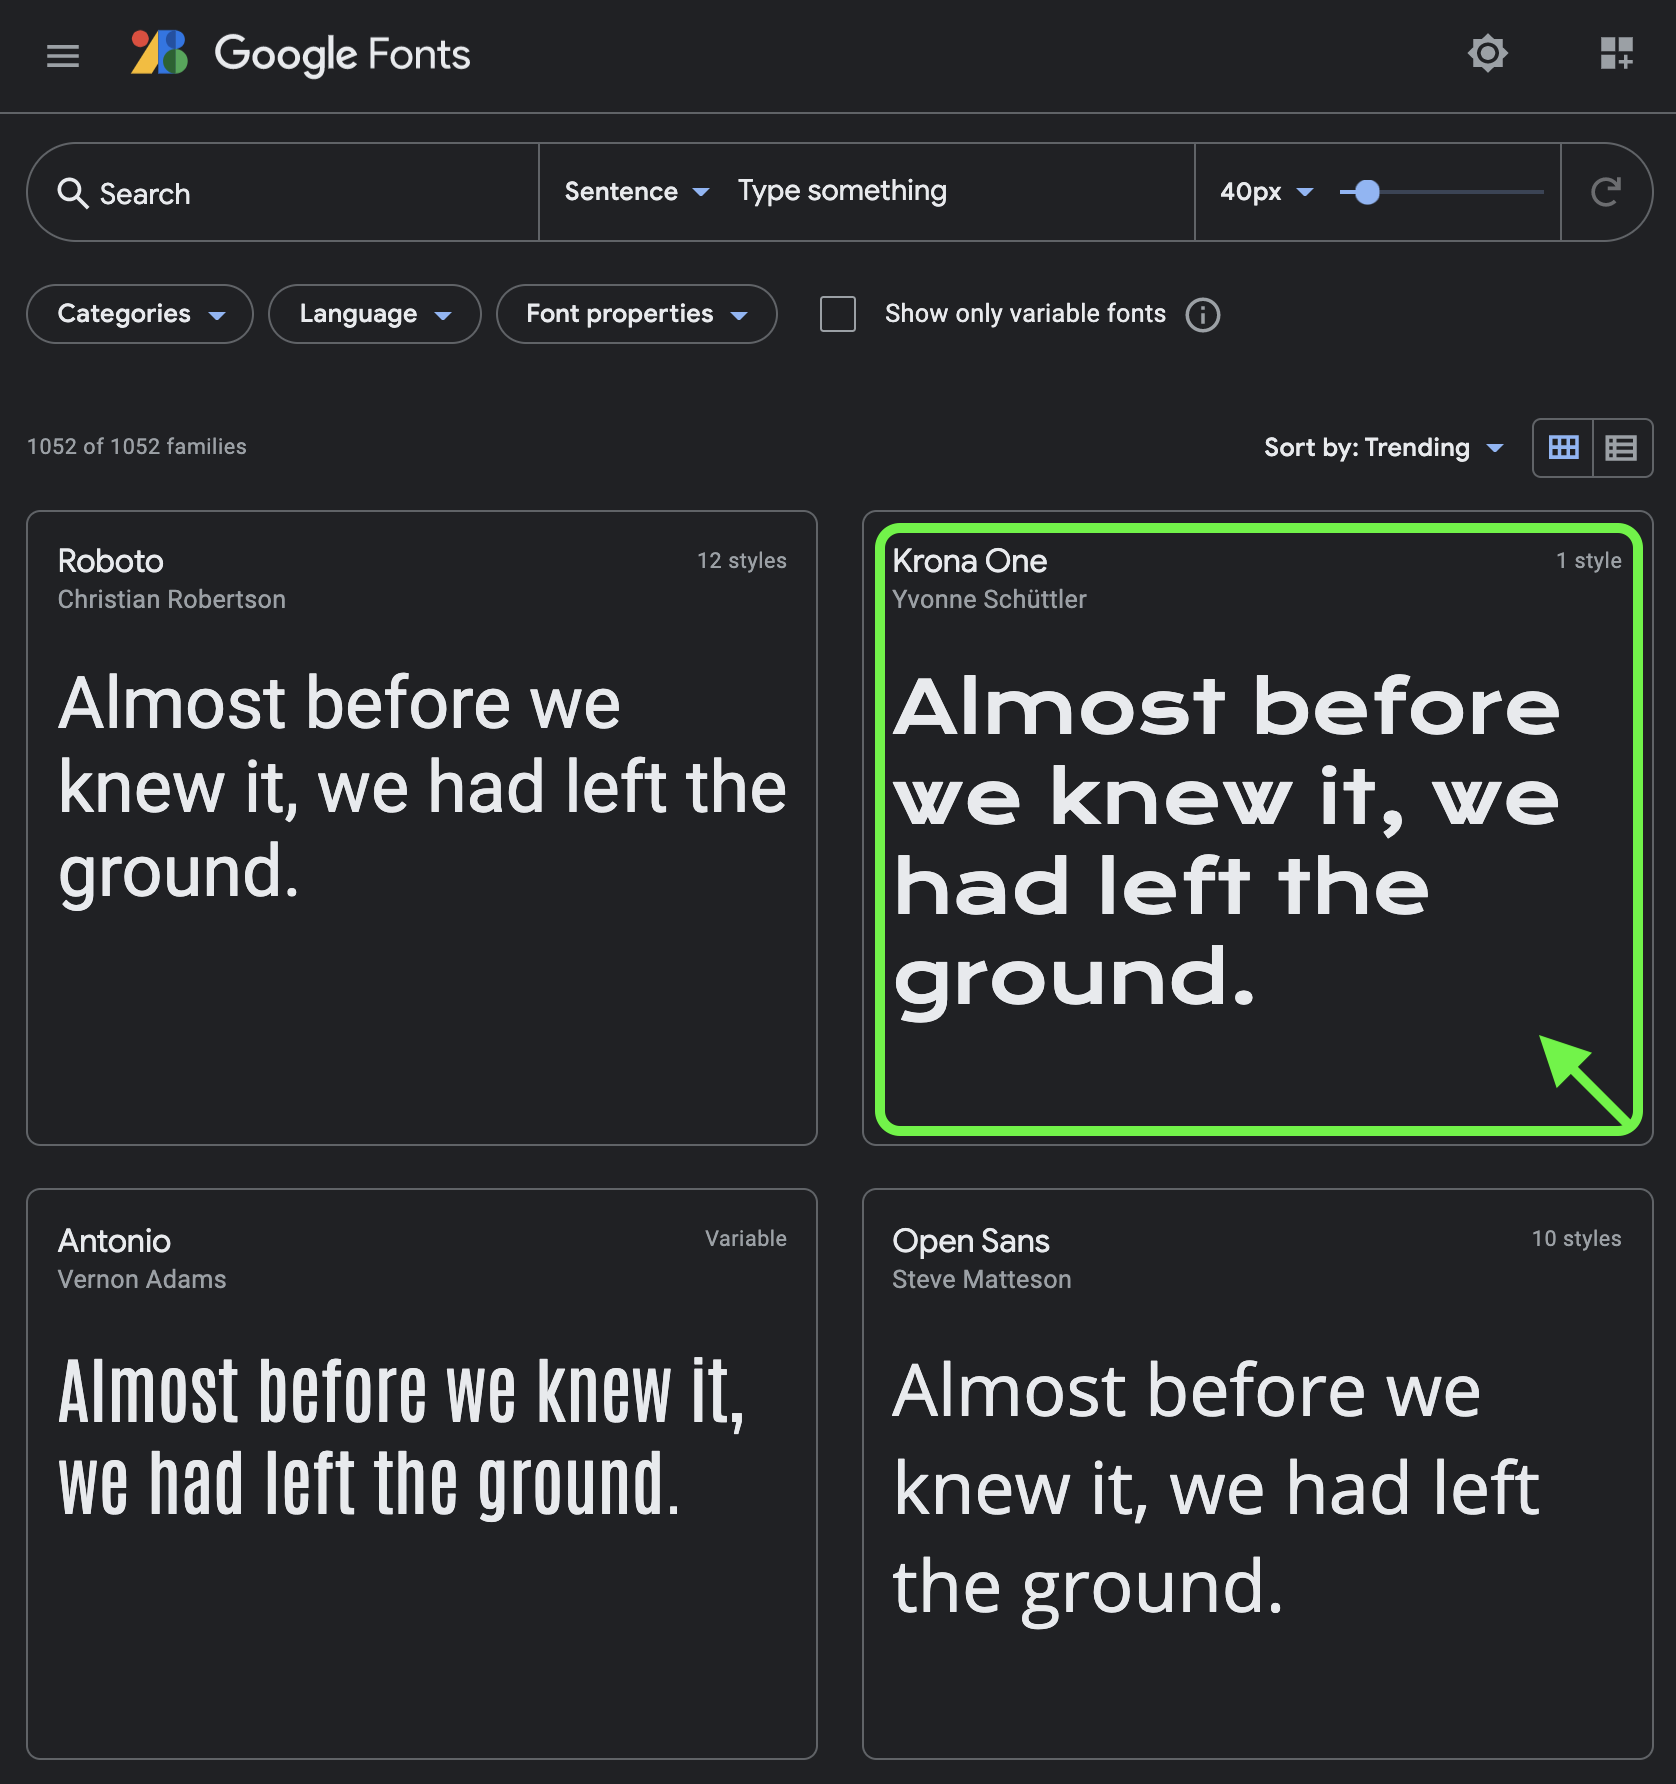 Google Fonts
Search
Sentence
Type something
40px
Categories
Language
Font properties
Show only variable fonts
1052 of 1052 families
Sort by: Trending
Roboto
12 styles
Christian Robertson
Almost before we
knew it, we had left the
ground.
Krona One
1 style
Yvonne Schüttler
Almost before
we knew it, we
had left the
ground.
Antonio
Variable
Vernon Adams
Almost before we knew it,
we had left the ground.
Open Sans
10 styles
Steve Matteson
Almost before we
knew it, we had left
the ground.